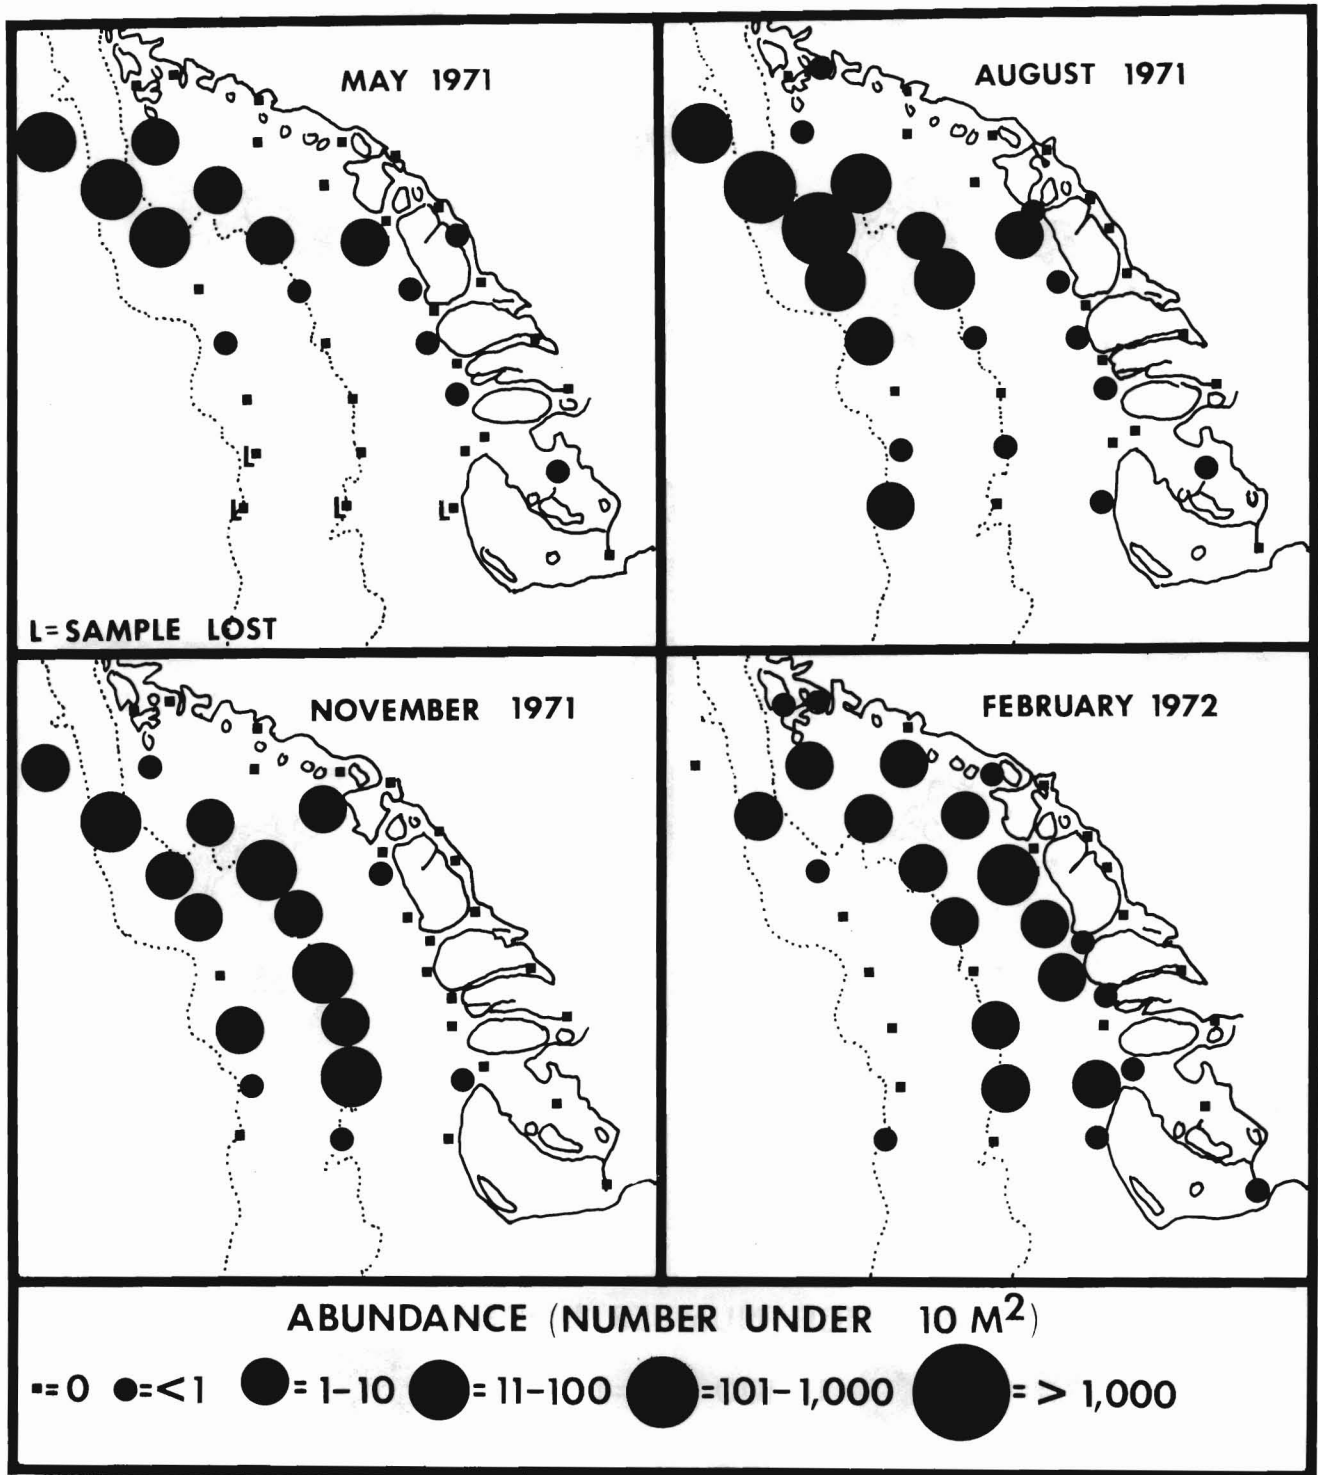 MAY 1971
AUGUST 1971
L
L
L
L
L=SAMPLE LOST
NOVEMBER 1971
FEBRUARY 1972
ABUNDANCE (NUMBER UNDER 10 M²)
=0 =<1 =1-10 =11-100 =101-1,000 => 1,000